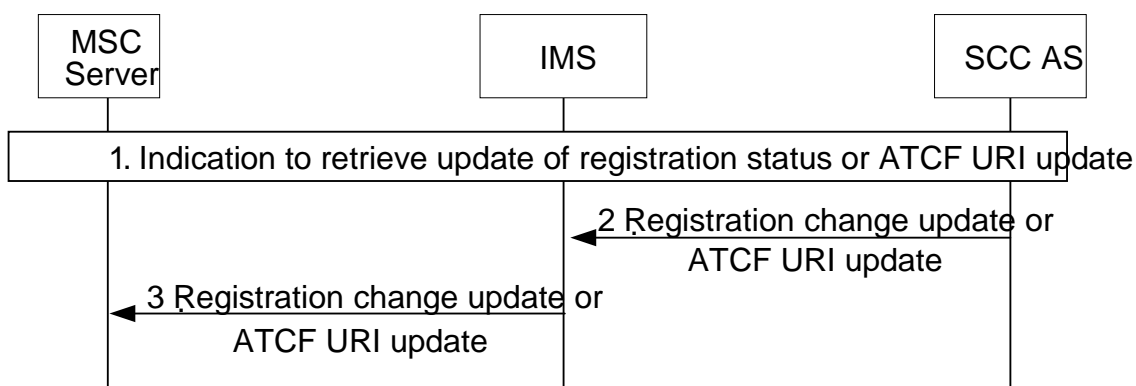 MSC
Server
IMS
SCC AS
1. Indication to retrieve update of registration status or ATCF URI update
2. Registration change update or
ATCF URI update
3. Registration change update or
ATCF URI update